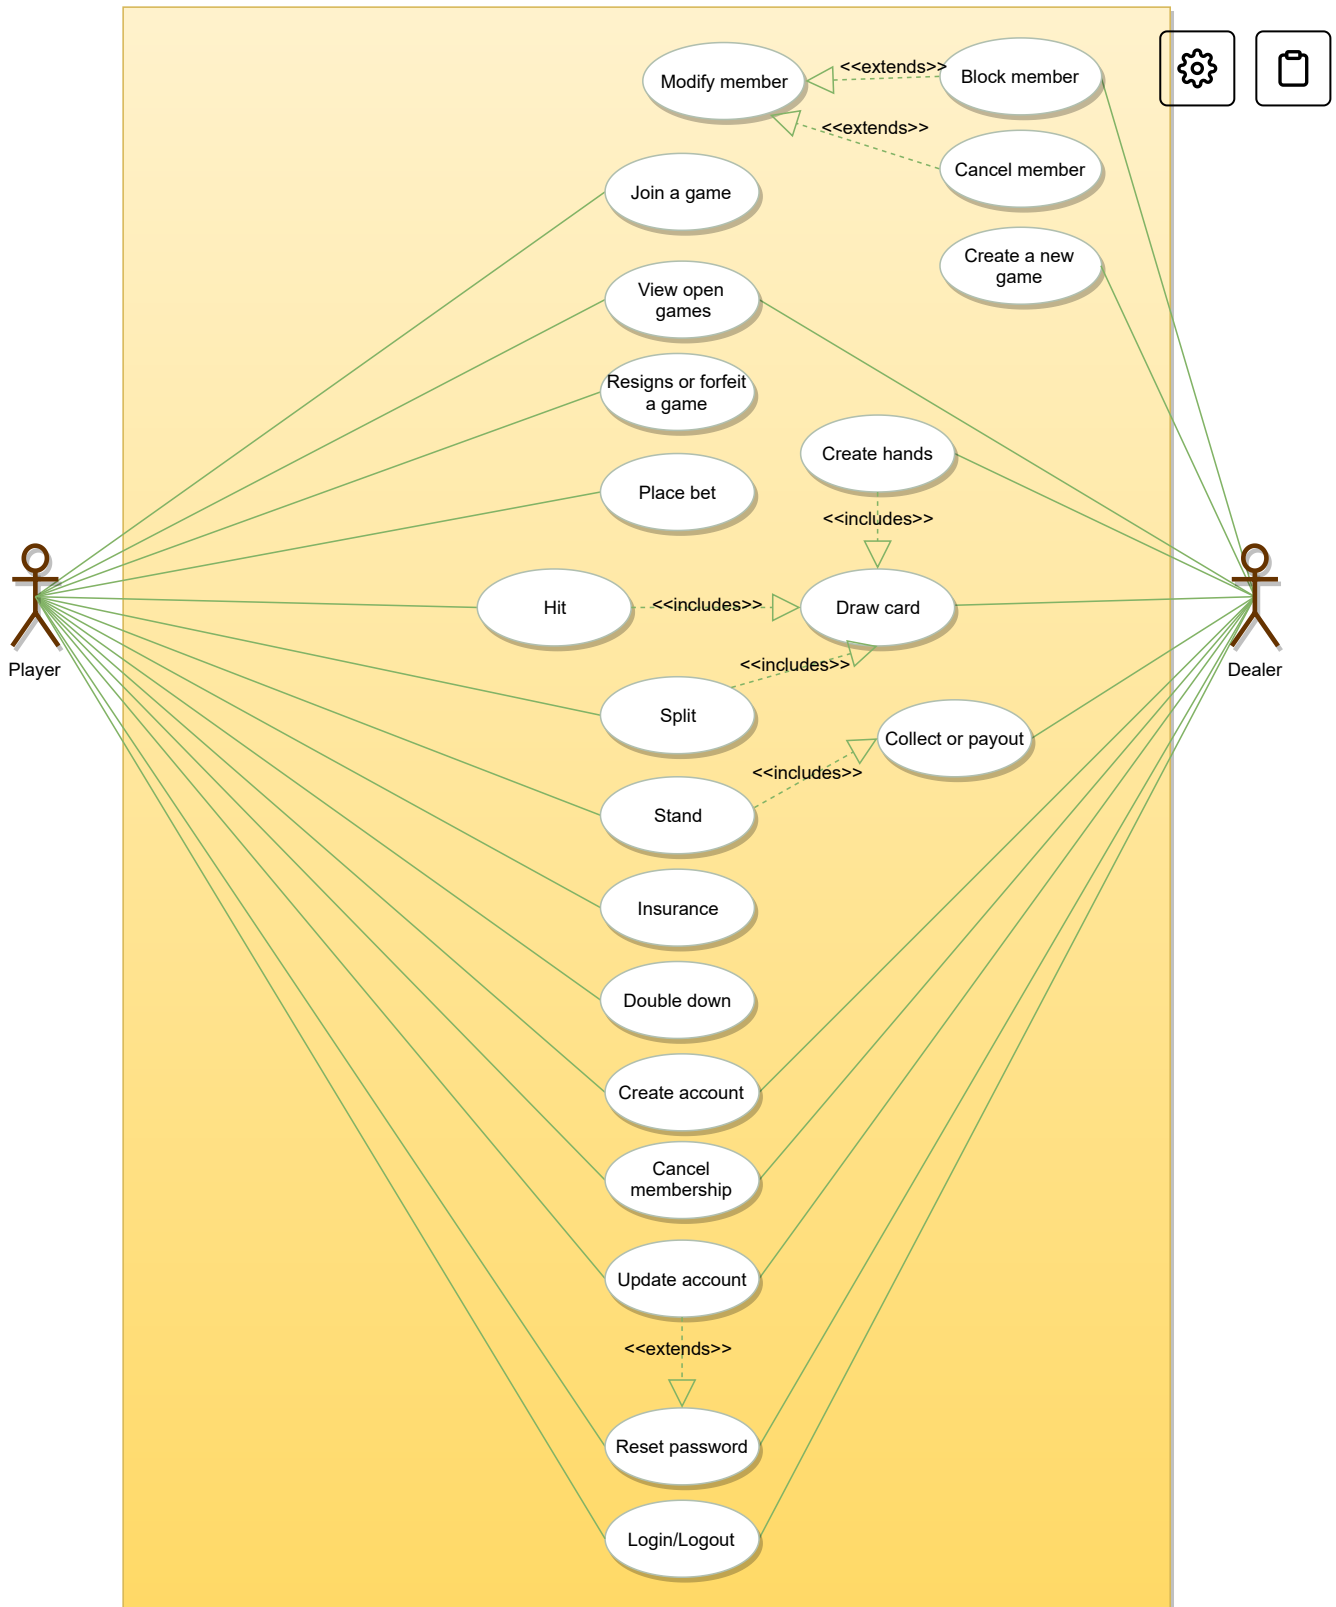 <<extends>>
Modify member
Block member
<<extends>>
Cancel member
Join a game
Create a new
game
View open
games
Resigns or forfeit
a game
Create hands
Place bet
<<includes>>
Hit
<<includes>>
Draw card
Player
Dealer
<<includes>>
Split
Collect or payout
<<includes>>
Stand
Insurance
Double down
Create account
Cancel
membership
Update account
<<extends>>
Reset password
Login/Logout